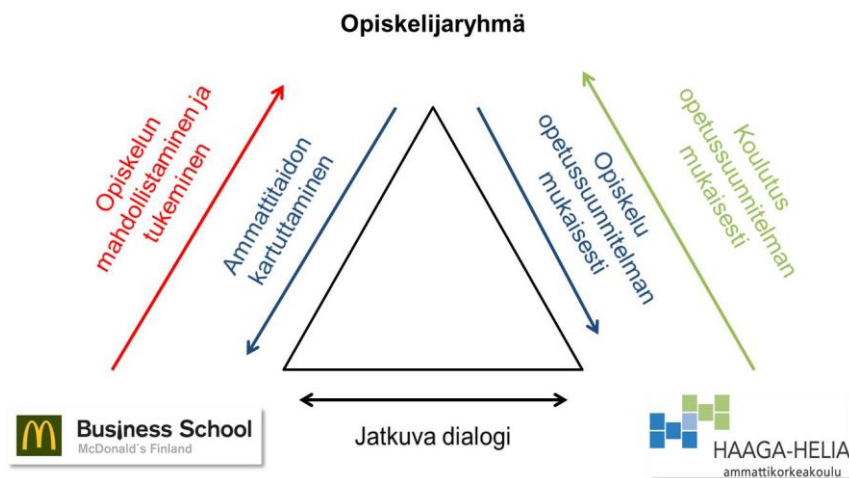 Opiskelijaryhmä
Opiskelun
mahdollistaminen ja
tukeminen
Ammattitaidon
kartuttaminen
Opiskelu
opetussuunnitelman
mukaisesti
Koulutus
opetussuunnitelman
mukaisesti
Business School
McDonald's Finland
Jatkuva dialogi
HAAGA-HELIA
ammattikorkeakoulu